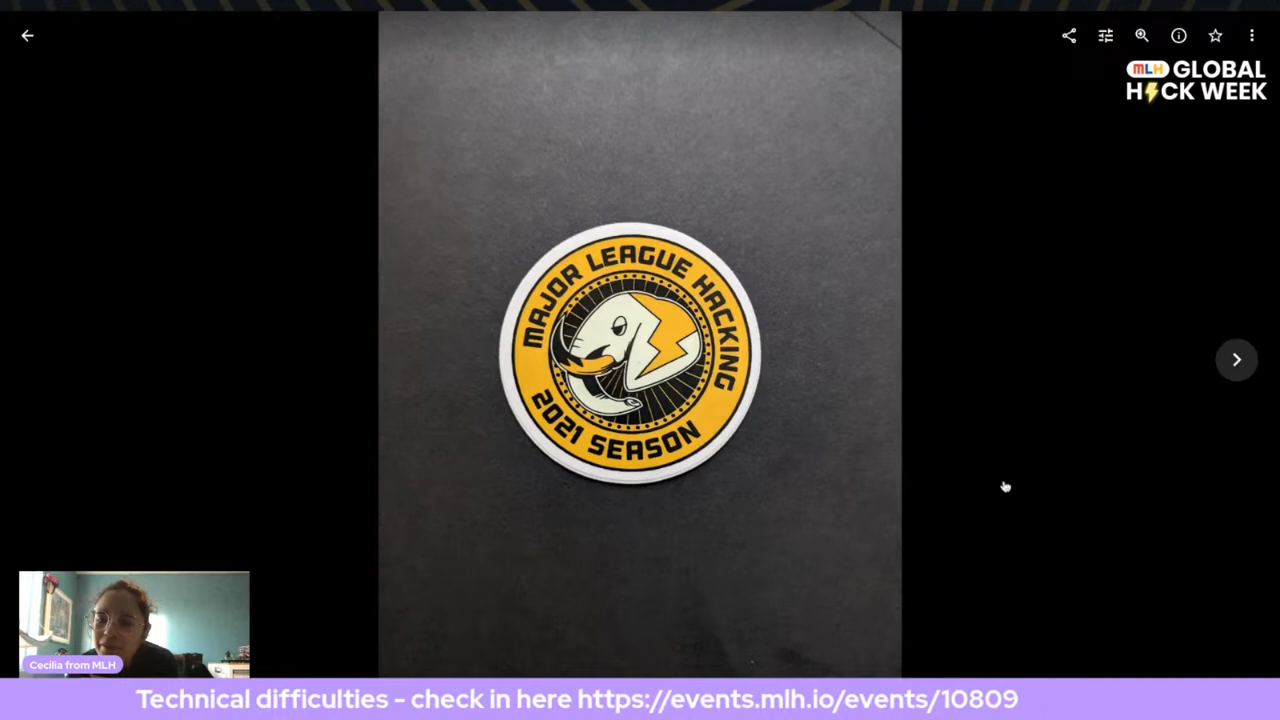 MLH GLOBAL
H⚡CK WEEK
MAJOR LEAGUE HACKING
2021 SEASON
Cecilia from MLH
Technical difficulties - check in here https://events.mlh.io/events/10809